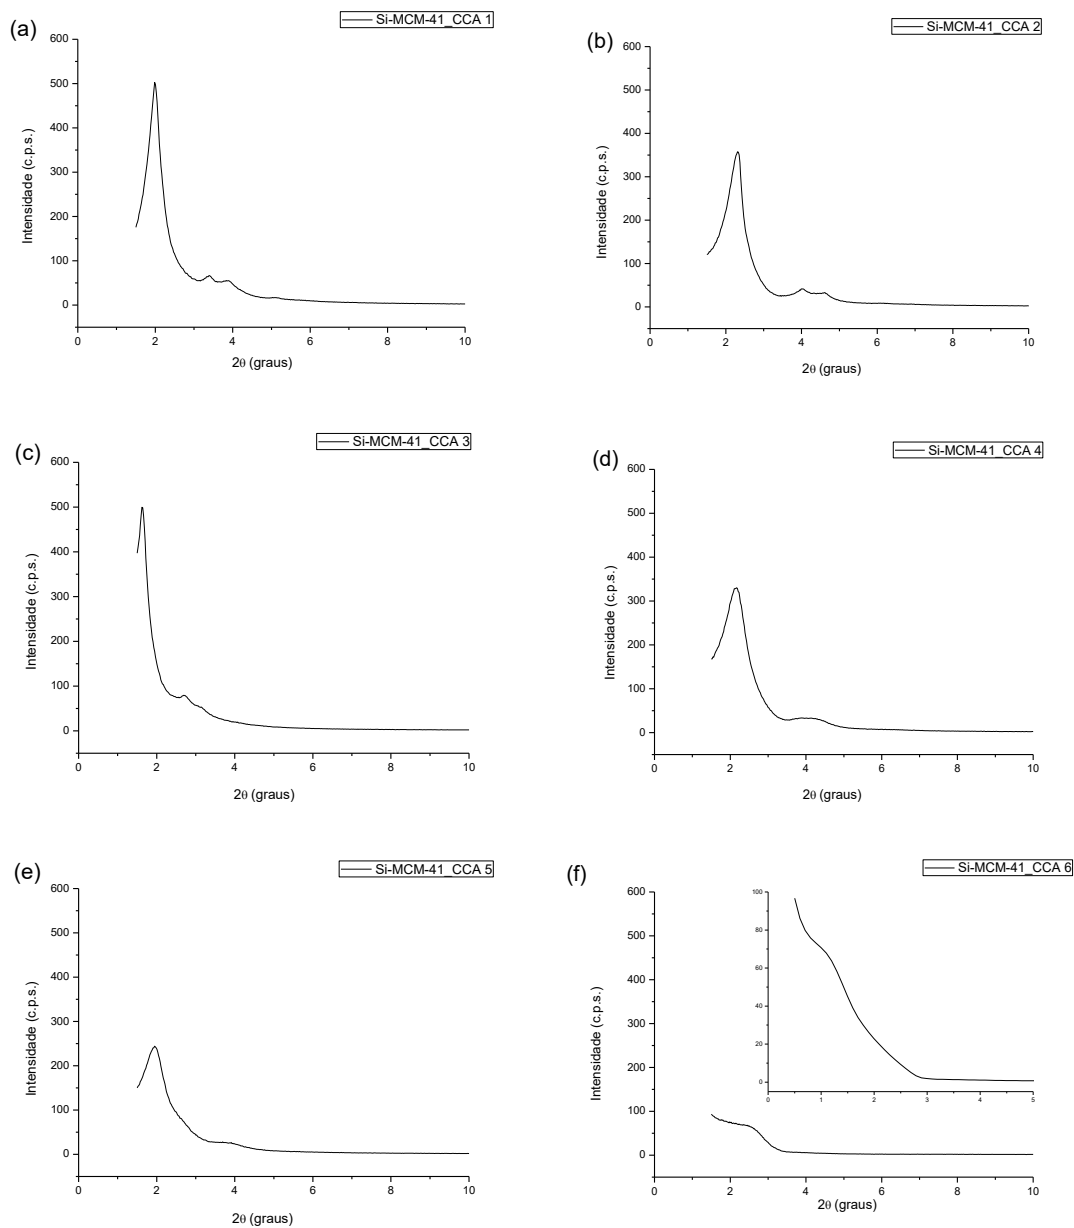 (a)
Si-MCM-41_CCA 1
600
500
400
300
200
100
0
Intensidade (c.p.s.)
0 2 4 6 8 10
2θ (graus)
(b)
Si-MCM-41_CCA 2
600
500
400
300
200
100
0
Intensidade (c.p.s.)
0 2 4 6 8 10
2θ (graus)
(c)
Si-MCM-41_CCA 3
600
500
400
300
200
100
0
Intensidade (c.p.s.)
0 2 4 6 8 10
2θ (graus)
(d)
Si-MCM-41_CCA 4
600
500
400
300
200
100
0
Intensidade (c.p.s.)
0 2 4 6 8 10
2θ (graus)
(e)
Si-MCM-41_CCA 5
600
500
400
300
200
100
0
Intensidade (c.p.s.)
0 2 4 6 8 10
2θ (graus)
(f)
Si-MCM-41_CCA 6
600
500
400
300
200
100
0
Intensidade (c.p.s.)
100
80
60
40
20
0
0 1 2 3 4 5
0 2 4 6 8 10
2θ (graus)